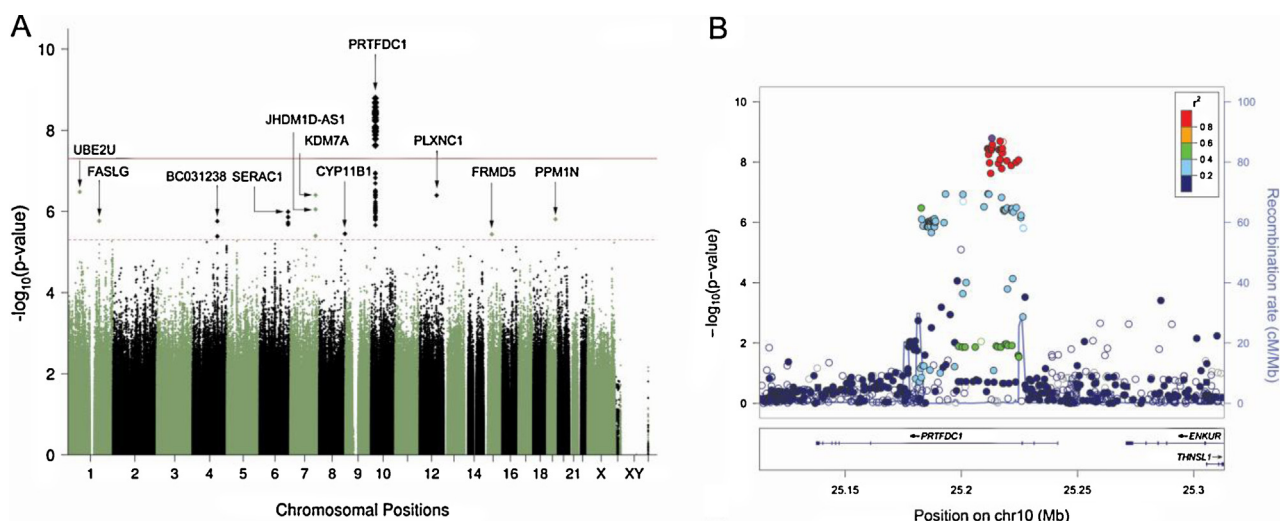 A
PRTFDC1
JHDM1D-AS1
KDM7A
PLXNC1
UBE2U
FASLG
BC031238
SERAC1
CYP11B1
FRMD5
PPM1N
-log10(p-value)
10
8
6
4
2
0
1 2 3 4 5 6 7 8 9 10 12 14 16 18 21 X XY
Chromosomal Positions
B
-log10(p-value)
10
8
6
4
2
0
r2
0 8
0 6
0 4
0 2
100
80
60
40
20
0
Recombination rate (cM/Mb)
←PRTFDC1
←ENKUR
THNSL1→
25.15 25.2 25.25 25.3
Position on chr10 (Mb)